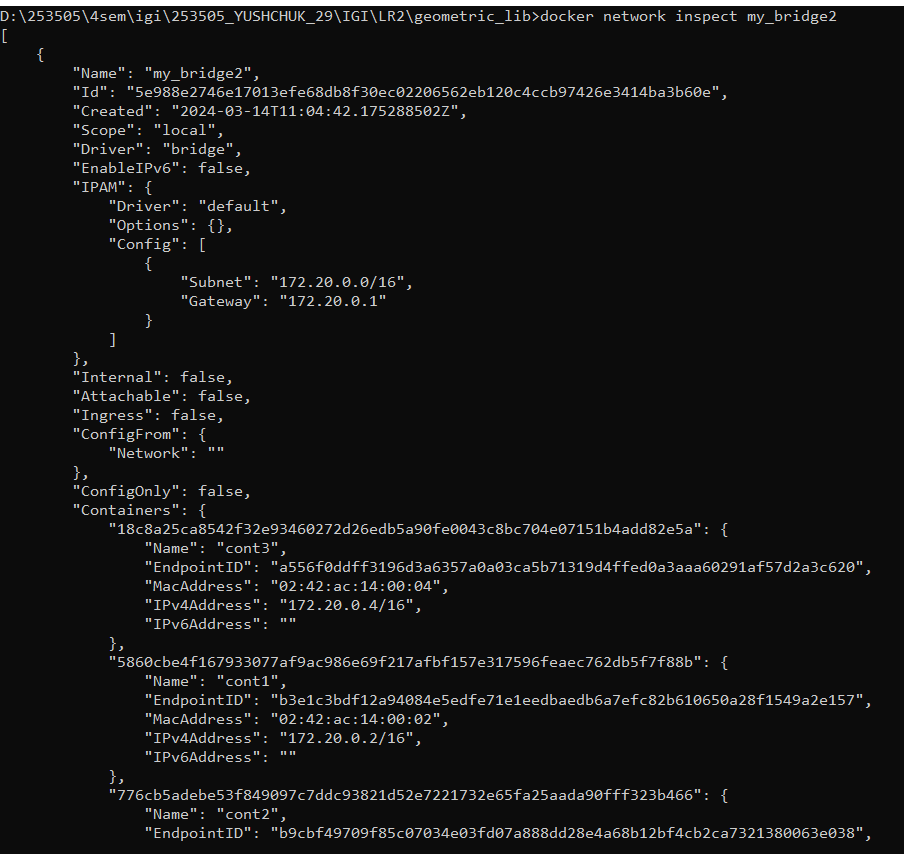 D:\253505\4sem\igi\253505_YUSHCHUK_29\IGI\LR2\geometric_lib>docker network inspect my_bridge2
[
    {
        "Name": "my_bridge2",
        "Id": "5e988e2746e17013efe68db8f30ec02206562eb120c4ccb97426e3414ba3b60e",
        "Created": "2024-03-14T11:04:42.175288502Z",
        "Scope": "local",
        "Driver": "bridge",
        "EnableIPv6": false,
        "IPAM": {
            "Driver": "default",
            "Options": {},
            "Config": [
                {
                    "Subnet": "172.20.0.0/16",
                    "Gateway": "172.20.0.1"
                }
            ]
        },
        "Internal": false,
        "Attachable": false,
        "Ingress": false,
        "ConfigFrom": {
            "Network": ""
        },
        "ConfigOnly": false,
        "Containers": {
            "18c8a25ca8542f32e93460272d26edb5a90fe0043c8bc704e07151b4add82e5a": {
                "Name": "cont3",
                "EndpointID": "a556f0ddff3196d3a6357a0a03ca5b71319d4ffed0a3aaa60291af57d2a3c620",
                "MacAddress": "02:42:ac:14:00:04",
                "IPv4Address": "172.20.0.4/16",
                "IPv6Address": ""
            },
            "5860cbe4f167933077af9ac986e69f217afbf157e317596feaec762db5f7f88b": {
                "Name": "cont1",
                "EndpointID": "b3e1c3bdf12a94084e5edfe71e1eedbaedb6a7efc82b610650a28f1549a2e157",
                "MacAddress": "02:42:ac:14:00:02",
                "IPv4Address": "172.20.0.2/16",
                "IPv6Address": ""
            },
            "776cb5adebe53f849097c7ddc93821d52e7221732e65fa25aada90fff323b466": {
                "Name": "cont2",
                "EndpointID": "b9cbf49709f85c07034e03fd07a888dd28e4a68b12bf4cb2ca7321380063e038",